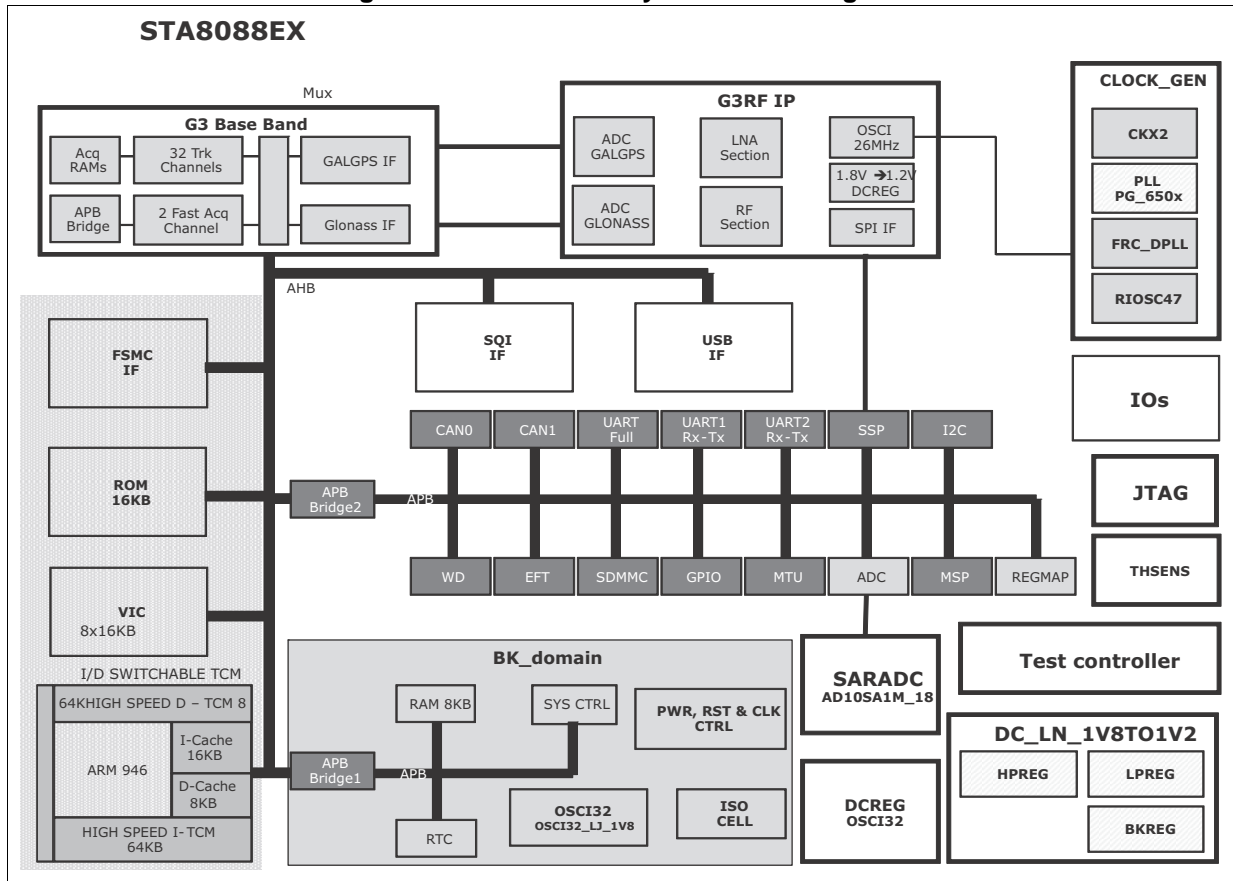 STA8088EX
Mux
G3 Base Band
Acq
RAMs
32 Trk
Channels
GALGPS IF
APB
Bridge
2 Fast Acq
Channel
Glonass IF
G3RF IP
ADC
GALGPS
LNA
Section
OSCI
26MHz
1.8V ➔1.2V
DCREG
ADC
GLONASS
RF
Section
SPI IF
CLOCK_GEN
CKX2
PLL
PG_650x
FRC_DPLL
RIOSC47
AHB
FSMC
IF
SQI
IF
USB
IF
IOs
CAN0
CAN1
UART
Full
UART1
Rx-Tx
UART2
Rx-Tx
SSP
I2C
ROM
16KB
APB
Bridge2
APB
JTAG
WD
EFT
SDMMC
GPIO
MTU
ADC
MSP
REGMAP
THSENS
VIC
8x16KB
I/D SWITCHABLE TCM
64KHIGH SPEED D – TCM 8
ARM 946
I-Cache
16KB
D-Cache
8KB
HIGH SPEED I-TCM
64KB
BK_domain
RAM 8KB
SYS CTRL
PWR, RST & CLK
CTRL
APB
Bridge1
APB
RTC
OSCI32
OSCI32_LJ_1V8
ISO
CELL
SARADC
AD10SA1M_18
DCREG
OSCI32
Test controller
DC_LN_1V8TO1V2
HPREG
LPREG
BKREG